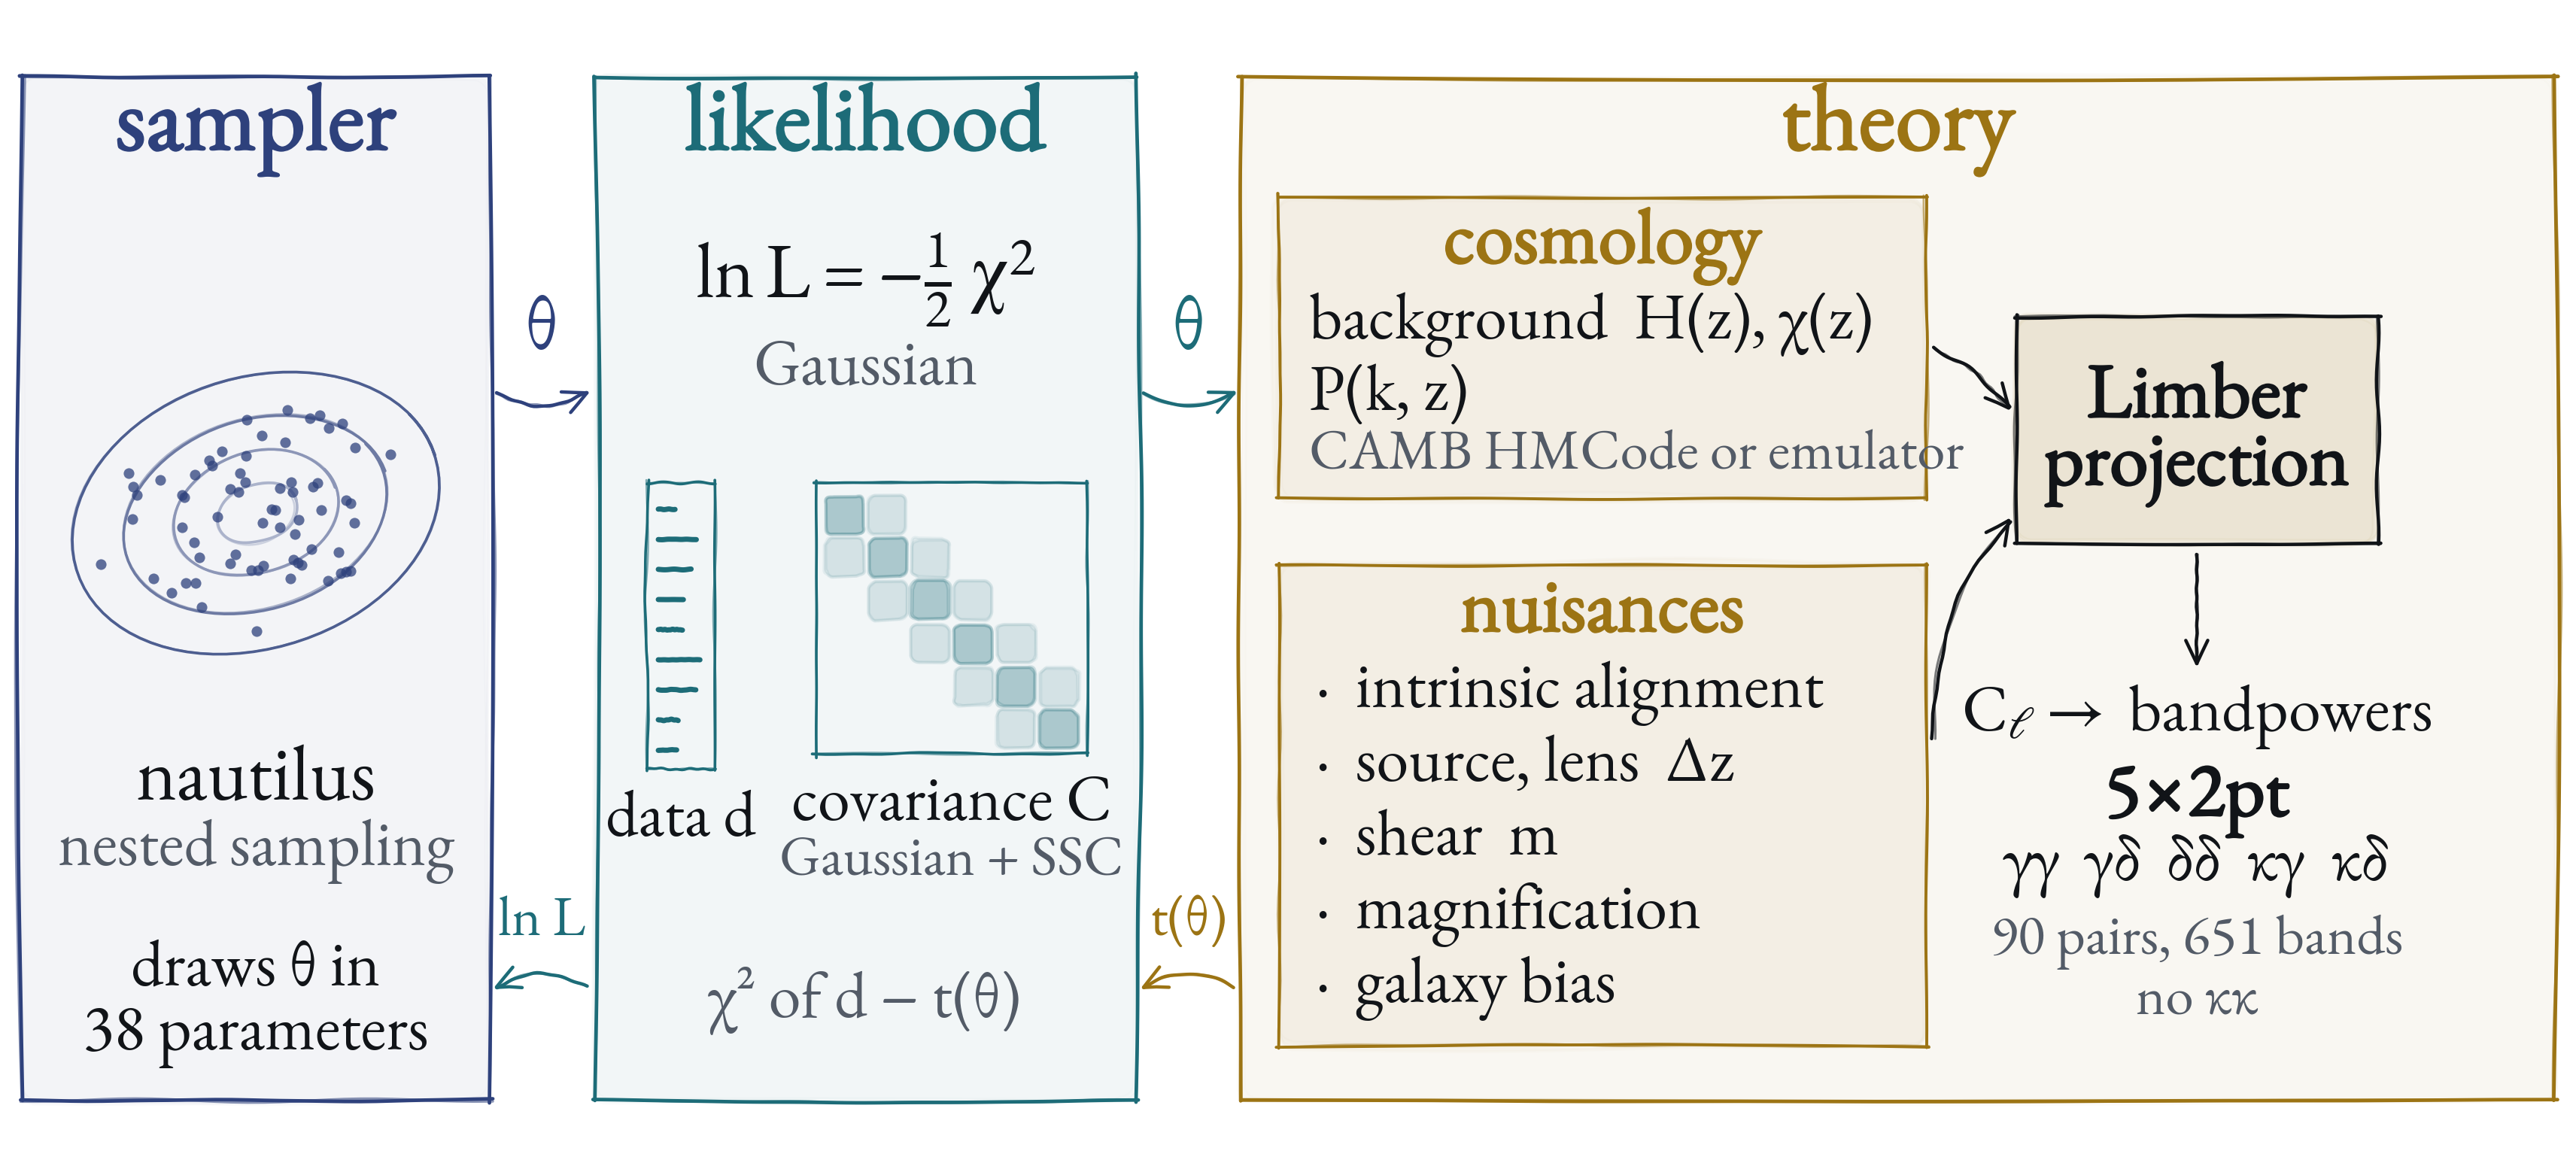 sampler
nautilus
nested sampling
draws θ in
38 parameters
θ
ln L
likelihood
ln L = −1/2 χ²
Gaussian
data d
covariance C
Gaussian + SSC
χ² of d − t(θ)
θ
t(θ)
theory
cosmology
background H(z), χ(z)
P(k, z)
CAMB HMCode or emulator
nuisances
· intrinsic alignment
· source, lens Δz
· shear m
· magnification
· galaxy bias
Limber
projection
Cℓ → bandpowers
5×2pt
γγ γδ δδ κγ κδ
90 pairs, 651 bands
no κκ